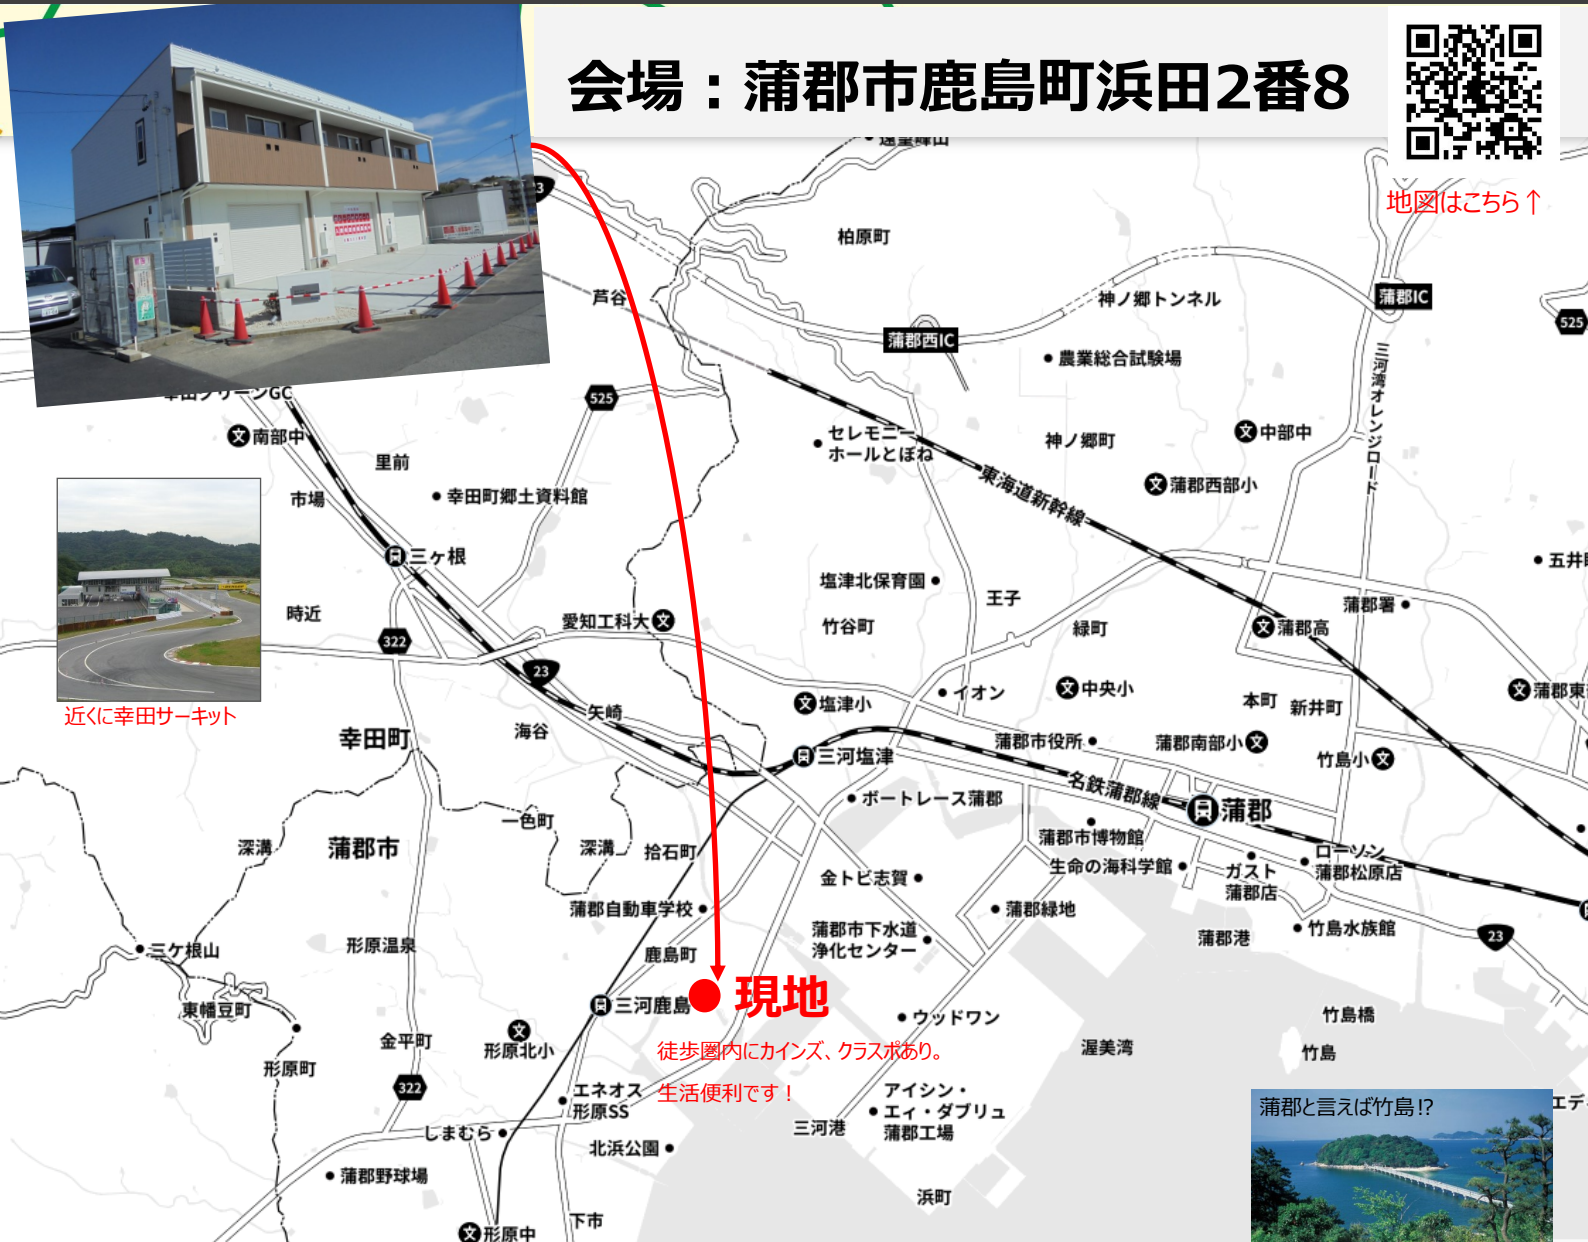 会場：蒲郡市鹿島町浜田2番8
地図はこちら↑
遠望峰山
柏原町
芦谷
神ノ郷トンネル
蒲郡IC
蒲郡西IC
525
農業総合試験場
三河湾オレンジロード
幸田グリーンGC
525
南部中
セレモニー
ホールとぼね
神ノ郷町
中部中
里前
東海道新幹線
蒲郡西部小
市場
幸田町郷土資料館
三ヶ根
塩津北保育園
王子
蒲郡署
時近
愛知工科大
竹谷町
緑町
蒲郡高
322
23
塩津小
イオン
中央小
本町
新井町
近くに幸田サーキット
幸田町
海谷
矢崎
三河塩津
蒲郡市役所
蒲郡南部小
竹島小
名鉄蒲郡線
ボートレース蒲郡
蒲郡
一色町
深溝
蒲郡市
深溝
拾石町
蒲郡市博物館
生命の海科学館
ガスト
蒲郡店
ローソン
蒲郡松原店
金トビ志賀
蒲郡自動車学校
蒲郡緑地
蒲郡市下水道
浄化センター
竹島水族館
蒲郡港
23
三ケ根山
形原温泉
鹿島町
三河鹿島
現地
東幡豆町
ウッドワン
竹島橋
金平町
形原北小
徒歩圏内にカインズ、クラスポあり。
渥美湾
竹島
形原町
322
エネオス
形原SS
生活便利です！
アイシン・
エィ・ダブリュ
蒲郡工場
蒲郡と言えば竹島!?
しまむら
三河港
北浜公園
蒲郡野球場
浜町
下市
形原中